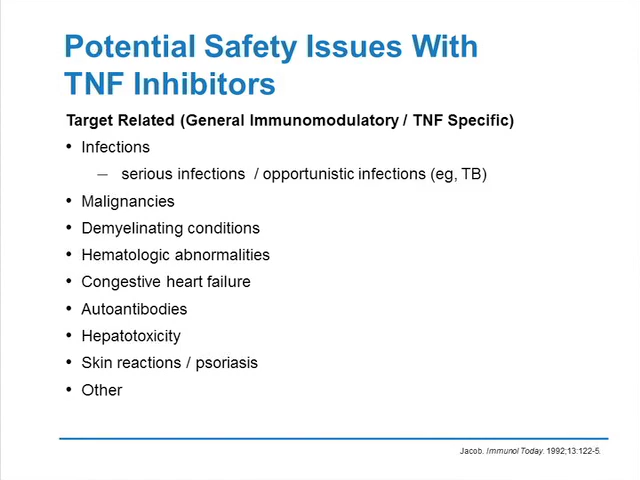 Potential Safety Issues With
TNF Inhibitors
Target Related (General Immunomodulatory / TNF Specific)
• Infections
– serious infections / opportunistic infections (eg, TB)
• Malignancies
• Demyelinating conditions
• Hematologic abnormalities
• Congestive heart failure
• Autoantibodies
• Hepatotoxicity
• Skin reactions / psoriasis
• Other
Jacob. Immunol Today. 1992;13:122-5.